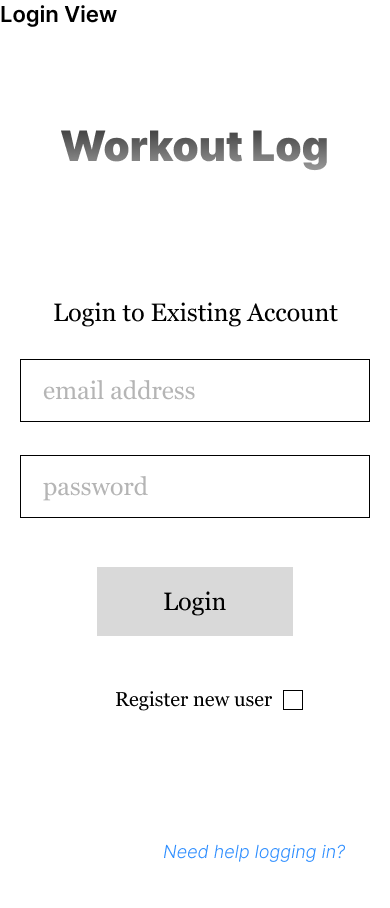 Login View
Workout Log
Login to Existing Account
email address
password
Login
Register new user
Need help logging in?